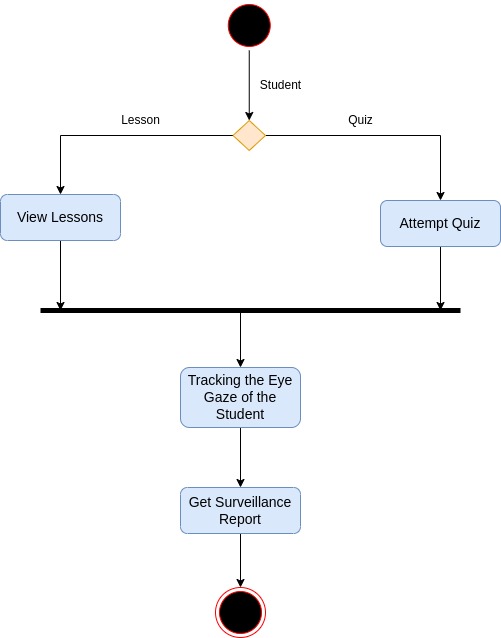 Student
Lesson
Quiz
View Lessons
Attempt Quiz
Tracking the Eye
Gaze of the
Student
Get Surveillance
Report